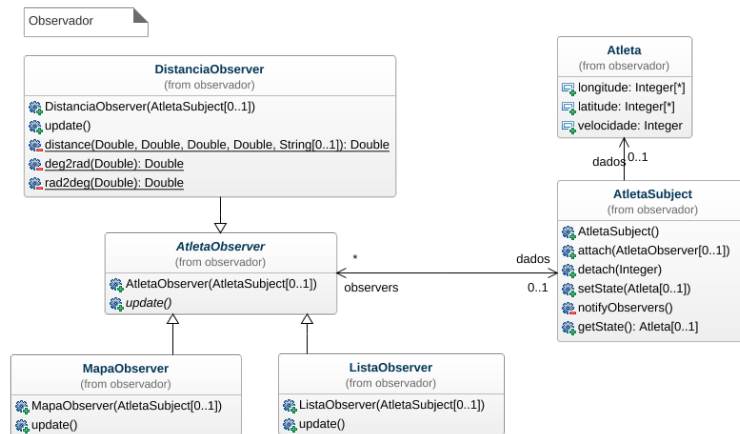 Observador
DistanciaObserver
(from observador)
DistanciaObserver(AtletaSubject[0..1])
update()
distance(Double, Double, Double, Double, String[0..1]): Double
deg2rad(Double): Double
rad2deg(Double): Double
Atleta
(from observador)
longitude: Integer[*]
latitude: Integer[*]
velocidade: Integer
dados
0..1
AtletaSubject
(from observador)
AtletaSubject()
attach(AtletaObserver[0..1])
detach(Integer)
setState(Atleta[0..1])
notifyObservers()
getState(): Atleta[0..1]
AtletaObserver
(from observador)
AtletaObserver(AtletaSubject[0..1])
update()
*
observers
dados
0..1
MapaObserver
(from observador)
MapaObserver(AtletaSubject[0..1])
update()
ListaObserver
(from observador)
ListaObserver(AtletaSubject[0..1])
update()